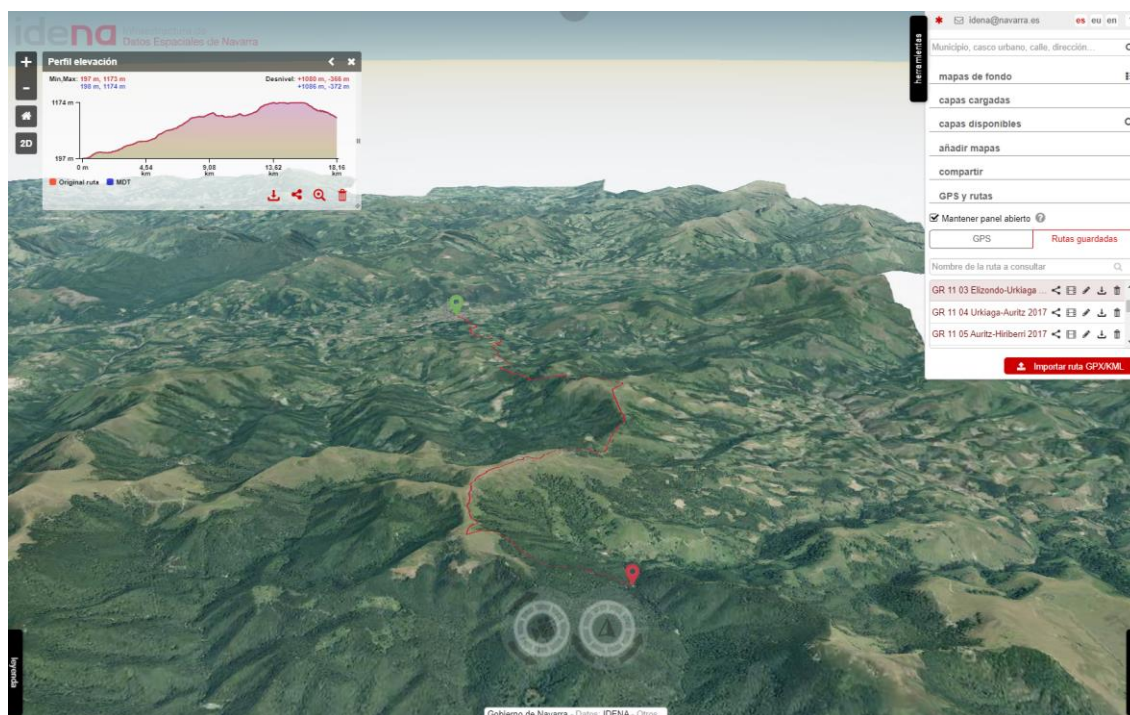 idena Infraestructura de
Datos Espaciales de Navarra
Perfil elevación
Min,Max: 197 m, 1173 m Desnivel: +1080 m, -366 m
198 m, 1174 m +1086 m, -372 m
1174 m
197 m
0 m 4,54 km 9,08 km 13,62 km 18,16 km
Original ruta MDT
2D
herramientas
idena@navarra.es es eu en
Municipio, casco urbano, calle, dirección...
mapas de fondo
capas cargadas
capas disponibles
añadir mapas
compartir
GPS y rutas
Mantener panel abierto
GPS Rutas guardadas
Nombre de la ruta a consultar
GR 11 03 Elizondo-Urkiaga ...
GR 11 04 Urkiaga-Auritz 2017
GR 11 05 Auritz-Hiriberri 2017
Importar ruta GPX/KML
leyenda
Gobierno de Navarra - Datos: IDENA - Otros